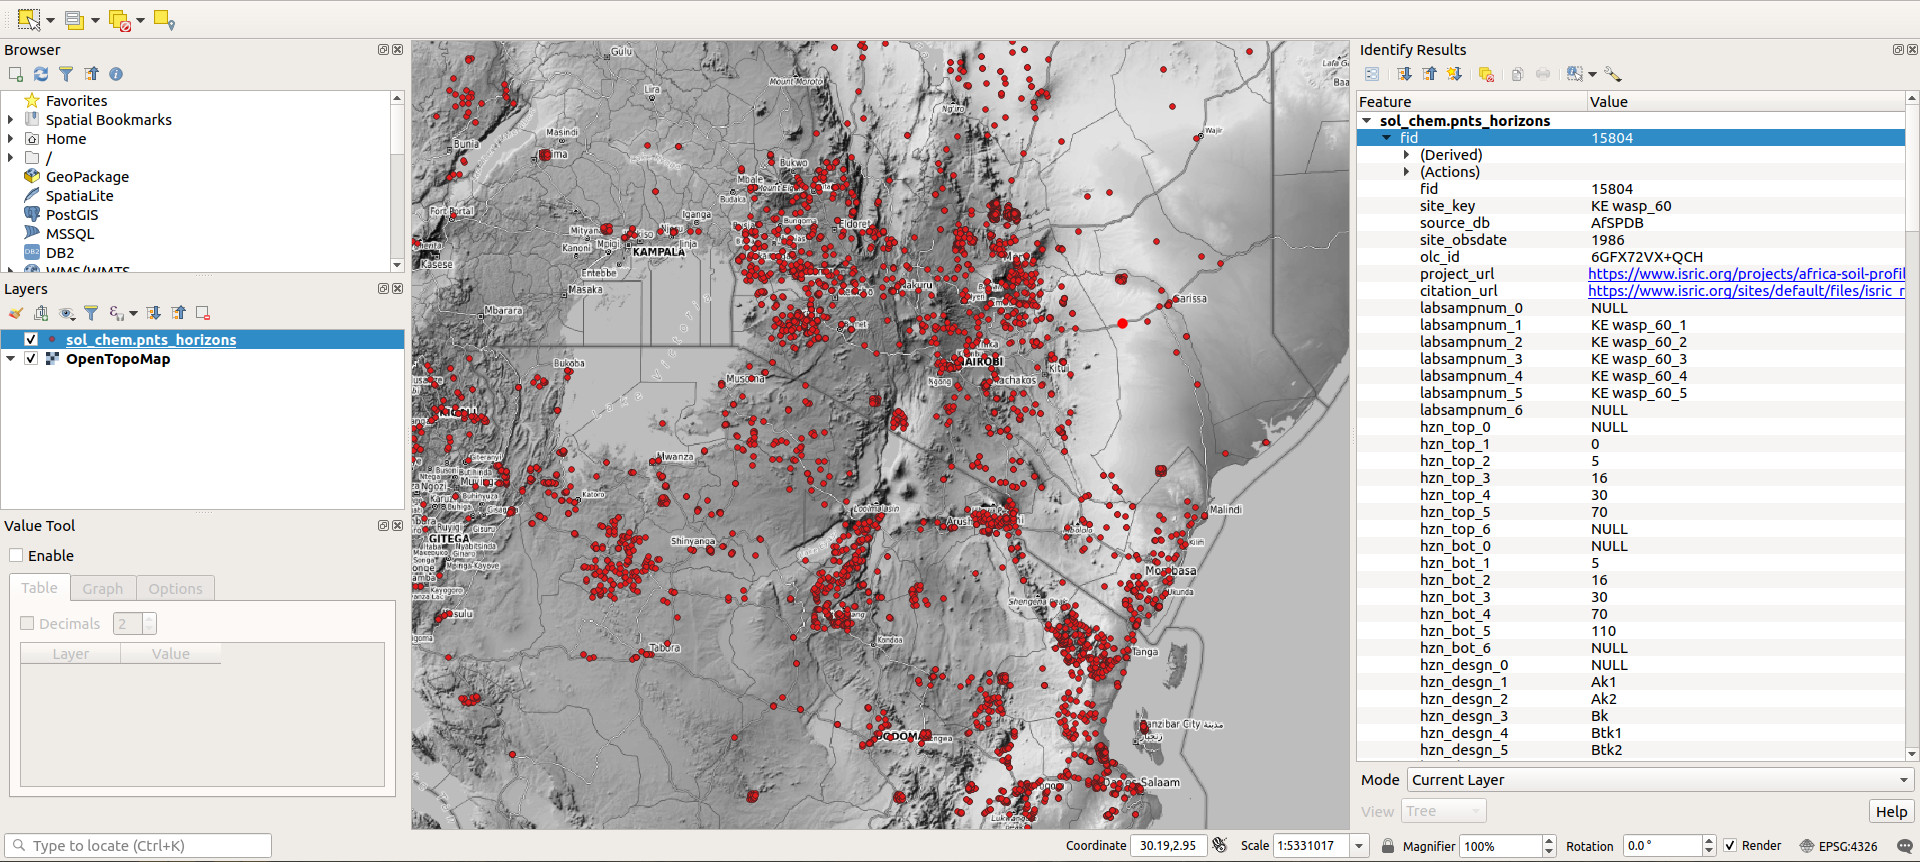 Browser
Favorites
Spatial Bookmarks
Home
/
GeoPackage
SpatiaLite
PostGIS
MSSQL
DB2
WMS/WMTS
Layers
sol_chem.pnts_horizons
OpenTopoMap
Value Tool
Enable
Table Graph Options
Decimals 2
Layer Value
Type to locate (Ctrl+K)
Gulu
Lira
Mount Moroto
Ng'iro
Masindi
Bunia
Wajir
Bukwo
Mbale
Mount Elgon
Budaka
Fort Portal
Iganga
Bungoma
Eldoret
Mityana
Mpigi
Jinja
Kanoni
KAMPALA
Kasese
Entebbe
Masaka
Mbarara
Nakuru
Garissa
NAIROBI
Kitui
Ngong
Machakos
Bukoba
Musoma
Mwanza
Katoro
Muyinga
Ngozi
Buhinyuza
GITEGA
Shinyanga
Loolmalasin
Malindi
Kilifi
Mombasa
Ukunda
Shengena Peak
Kasulu
Kondoa
Tabora
Tanga
DODOMA
Zanzibar City مدينة
زنجبار
Dar es Salaam
Identify Results
Feature Value
sol_chem.pnts_horizons
fid 15804
(Derived)
(Actions)
fid 15804
site_key KE wasp_60
source_db AfSPDB
site_obsdate 1986
olc_id 6GFX72VX+QCH
project_url https://www.isric.org/projects/africa-soil-profil
citation_url https://www.isric.org/sites/default/files/isric_r
labsampnum_0 NULL
labsampnum_1 KE wasp_60_1
labsampnum_2 KE wasp_60_2
labsampnum_3 KE wasp_60_3
labsampnum_4 KE wasp_60_4
labsampnum_5 KE wasp_60_5
labsampnum_6 NULL
hzn_top_0 NULL
hzn_top_1 0
hzn_top_2 5
hzn_top_3 16
hzn_top_4 30
hzn_top_5 70
hzn_top_6 NULL
hzn_bot_0 NULL
hzn_bot_1 5
hzn_bot_2 16
hzn_bot_3 30
hzn_bot_4 70
hzn_bot_5 110
hzn_bot_6 NULL
hzn_desgn_0 NULL
hzn_desgn_1 Ak1
hzn_desgn_2 Ak2
hzn_desgn_3 Bk
hzn_desgn_4 Btk1
hzn_desgn_5 Btk2
Mode Current Layer
View Tree
Help
Coordinate 30.19,2.95 Scale 1:5331017 Magnifier 100% Rotation 0.0 ° Render EPSG:4326